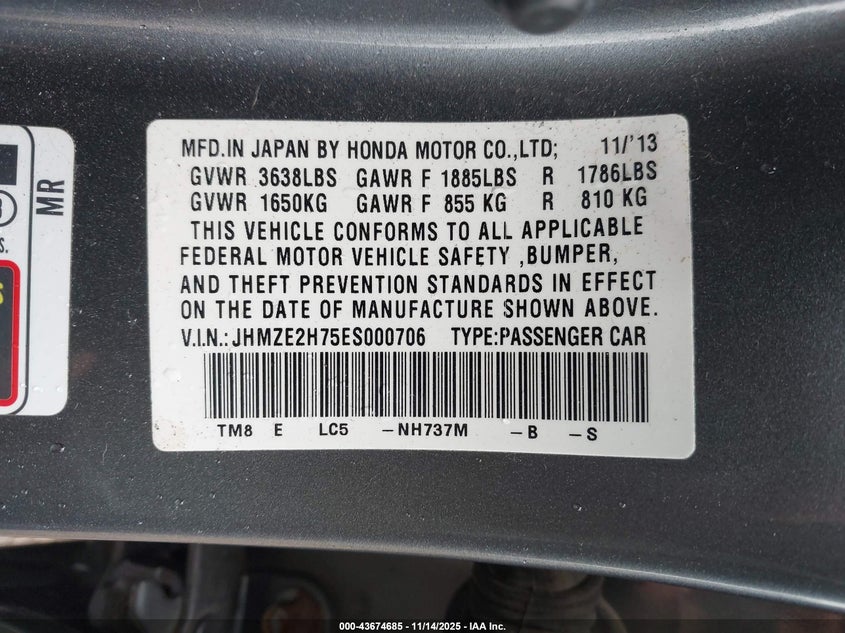 MFD.IN JAPAN BY HONDA MOTOR CO.,LTD; 11/'13
GVWR 3638LBS GAWR F 1885LBS R 1786LBS
GVWR 1650KG GAWR F 855 KG R 810 KG
THIS VEHICLE CONFORMS TO ALL APPLICABLE
FEDERAL MOTOR VEHICLE SAFETY ,BUMPER,
AND THEFT PREVENTION STANDARDS IN EFFECT
ON THE DATE OF MANUFACTURE SHOWN ABOVE.
V.I.N.:JHMZE2H75ES000706 TYPE:PASSENGER CAR
TM8 E LC5 -NH737M -B -S
MR
000-43674685 - 11/14/2025 - IAA Inc.